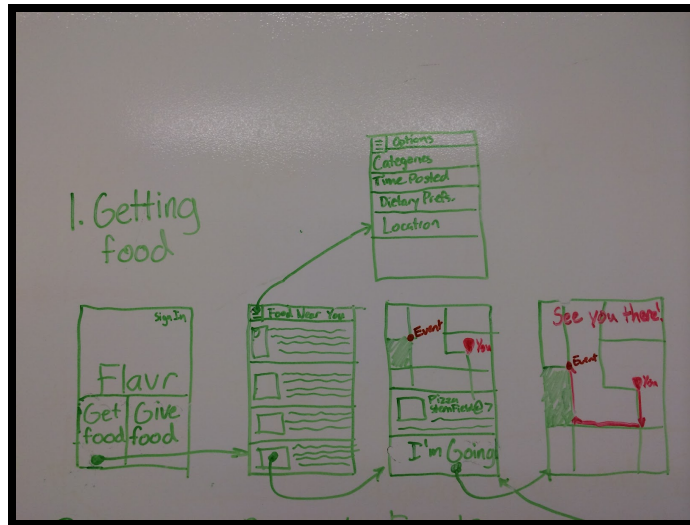 1. Getting
food
Options
Categories
Time Posted
Dietary Prefs.
Location
Sign In
Flavr
Get
food
Give
food
Food Near You
Event
You
Pizza
I'm Going
See you there!
Event
You